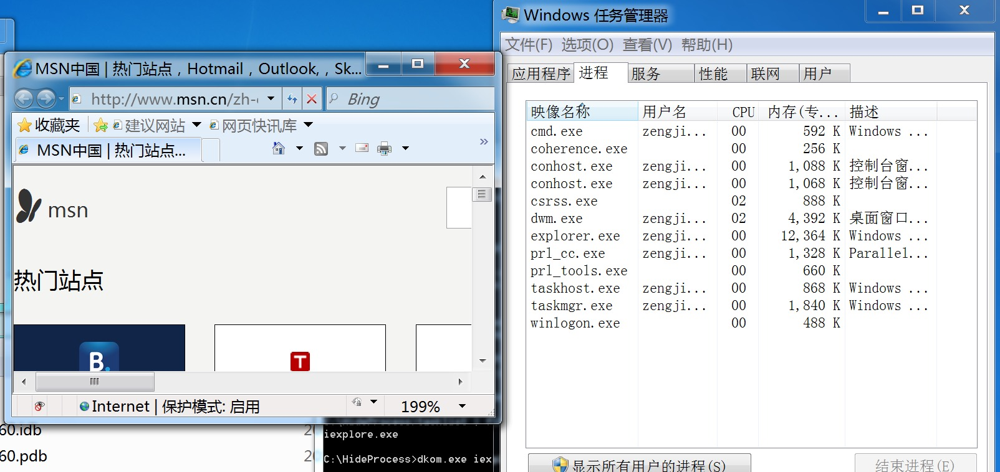 MSN中国 | 热门站点，Hotmail，Outlook,，Sk...
http://www.msn.cn/zh-
Bing
收藏夹
建议网站
网页快讯库
MSN中国 | 热门站点...
msn
热门站点
B.
T
Internet | 保护模式: 启用
199%
60.idb
60.pdb
iexplore.exe
C:\HideProcess>dkom.exe iex
Windows 任务管理器
文件(F) 选项(O) 查看(V) 帮助(H)
应用程序 进程 服务 性能 联网 用户
映像名称 用户名 CPU 内存(专... 描述
cmd.exe zengji... 00 592 K Windows ...
coherence.exe 00 256 K
conhost.exe zengji... 00 1,088 K 控制台窗...
conhost.exe zengji... 00 1,068 K 控制台窗...
csrss.exe 02 888 K
dwm.exe zengji... 02 4,392 K 桌面窗口...
explorer.exe zengji... 00 12,364 K Windows ...
prl_cc.exe zengji... 00 1,328 K Parallel...
prl_tools.exe 00 660 K
taskhost.exe zengji... 00 868 K Windows ...
taskmgr.exe zengji... 00 1,840 K Windows ...
winlogon.exe 00 488 K
显示所有用户的进程(S)
结束进程(E)